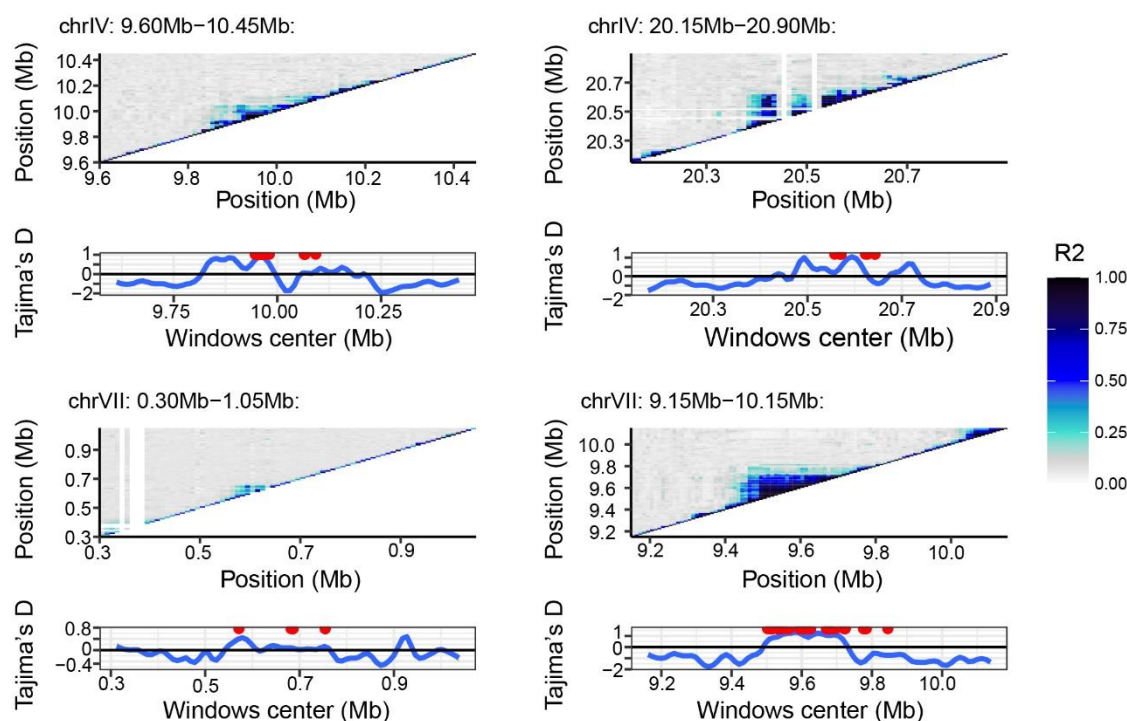 chrIV: 9.60Mb−10.45Mb:
Position (Mb)
10.4
10.2
10.0
9.8
9.6
9.6 9.8 10.0 10.2 10.4
Position (Mb)
Tajima's D
1
0
−2
9.75 10.00 10.25
Windows center (Mb)
chrIV: 20.15Mb−20.90Mb:
Position (Mb)
20.7
20.5
20.3
20.3 20.5 20.7
Position (Mb)
Tajima's D
1
0
−2
20.3 20.5 20.7 20.9
Windows center (Mb)
R2
1.00
0.75
0.50
0.25
0.00
chrVII: 0.30Mb−1.05Mb:
Position (Mb)
0.9
0.7
0.5
0.3
0.3 0.5 0.7 0.9
Position (Mb)
Tajima's D
0.8
0
−0.4
0.3 0.5 0.7 0.9
Windows center (Mb)
chrVII: 9.15Mb−10.15Mb:
Position (Mb)
10.0
9.8
9.6
9.4
9.2
9.2 9.4 9.6 9.8 10.0
Position (Mb)
Tajima's D
1
0
−2
9.2 9.4 9.6 9.8 10.0
Windows center (Mb)